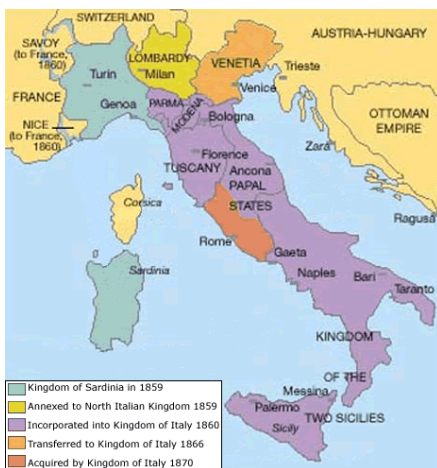 SWITZERLAND
AUSTRIA-HUNGARY
SAVOY
(to France,
1860)
LOMBARDY
Milan
VENETIA
Trieste
Turin
Venice
FRANCE
Genoa
PARMA
MODENA
Bologna
OTTOMAN
EMPIRE
NICE
(to France,
1860)
Zara
Florence
TUSCANY
Ancona
PAPAL
STATES
Corsica
Ragusa
Rome
Gaeta
Sardinia
Naples
Bari
Taranto
KINGDOM
OF THE
TWO SICILIES
Messina
Palermo
Sicily
Kingdom of Sardinia in 1859
Annexed to North Italian Kingdom 1859
Incorporated into Kingdom of Italy 1860
Transferred to Kingdom of Italy 1866
Acquired by Kingdom of Italy 1870